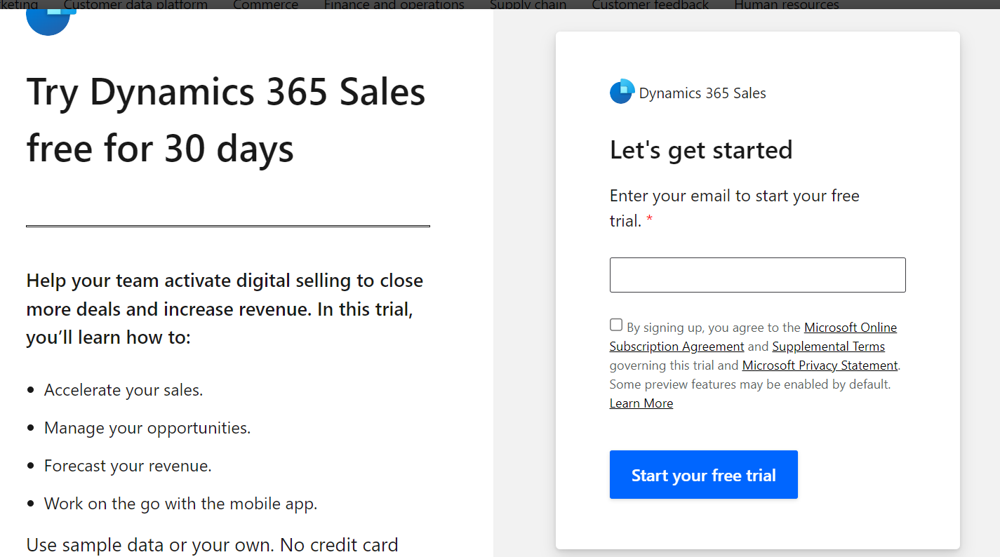 keting Customer data platform Commerce Finance and operations Supply chain Customer feedback Human resources
Try Dynamics 365 Sales
free for 30 days
Help your team activate digital selling to close
more deals and increase revenue. In this trial,
you’ll learn how to:
• Accelerate your sales.
• Manage your opportunities.
• Forecast your revenue.
• Work on the go with the mobile app.
Use sample data or your own. No credit card
Dynamics 365 Sales
Let's get started
Enter your email to start your free
trial. *
By signing up, you agree to the Microsoft Online
Subscription Agreement and Supplemental Terms
governing this trial and Microsoft Privacy Statement.
Some preview features may be enabled by default.
Learn More
Start your free trial